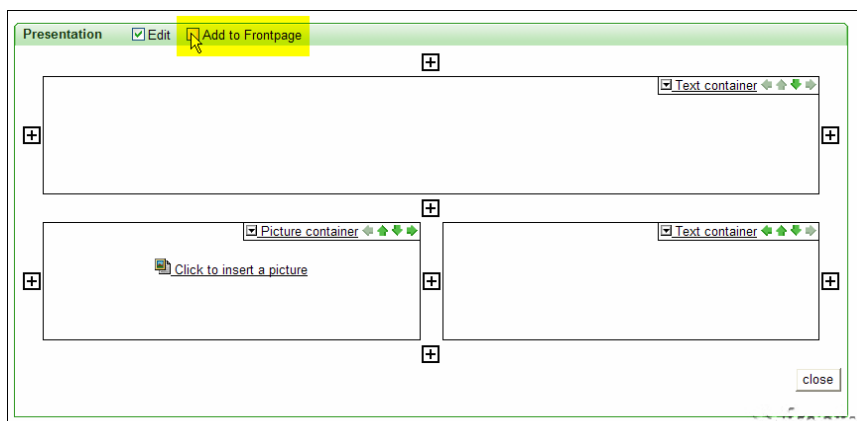 Presentation Edit Add to Frontpage
Text container
Picture container Text container
Click to insert a picture
close